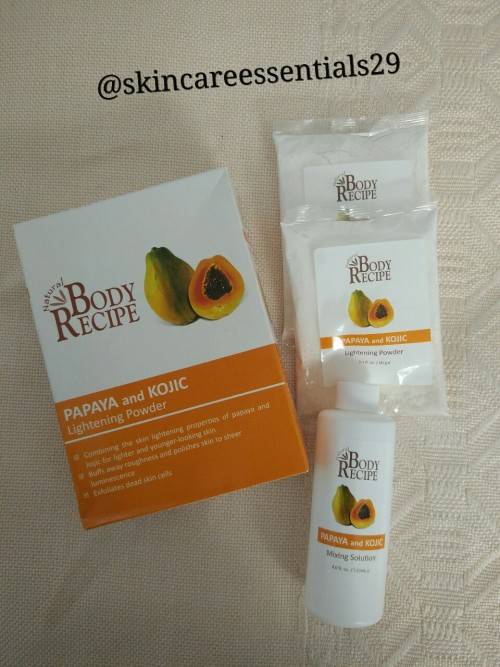 @skincareessentials29
Natural
BODY
RECIPE
PAPAYA and KOJIC
Lightening Powder
Combining the skin lightening properties of papaya and
kojic for lighter and younger-looking skin
Buffs away roughness and polishes skin to sheer
luminescence
Exfoliates dead skin cells
BODY
RECIPE
BODY
RECIPE
PAPAYA and KOJIC
Lightening Powder
BODY
RECIPE
PAPAYA and KOJIC
Mixing Solution